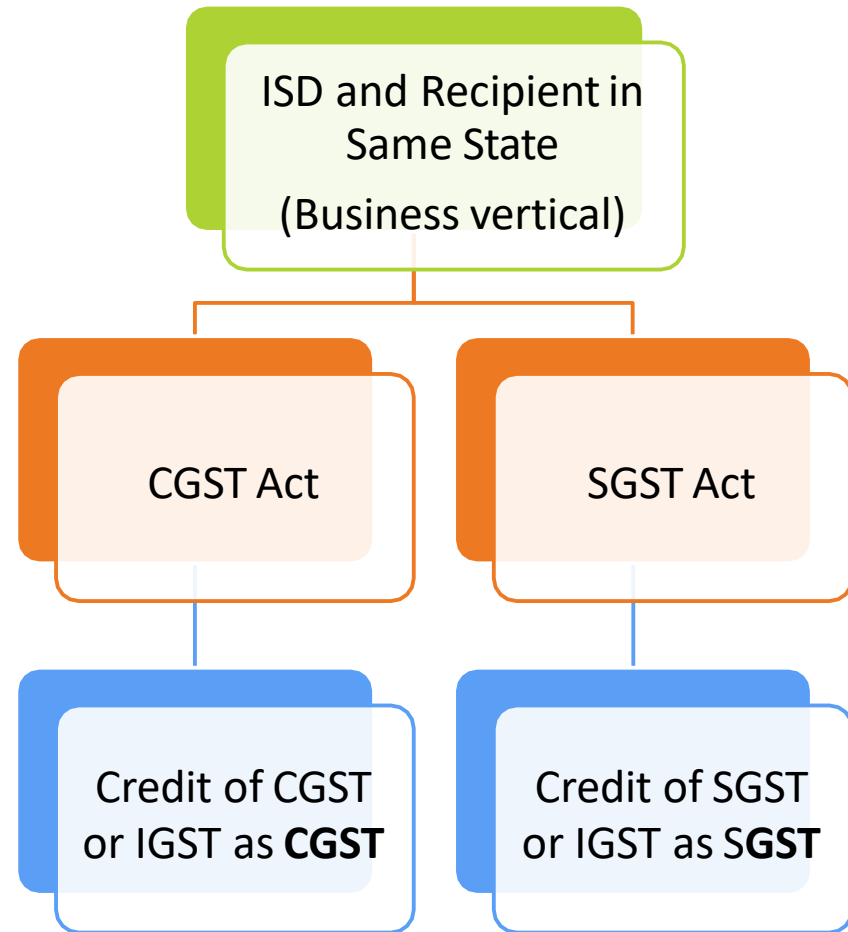 ISD and Recipient in
Same State
(Business vertical)
CGST Act
SGST Act
Credit of CGST
or IGST as CGST
Credit of SGST
or IGST as SGST